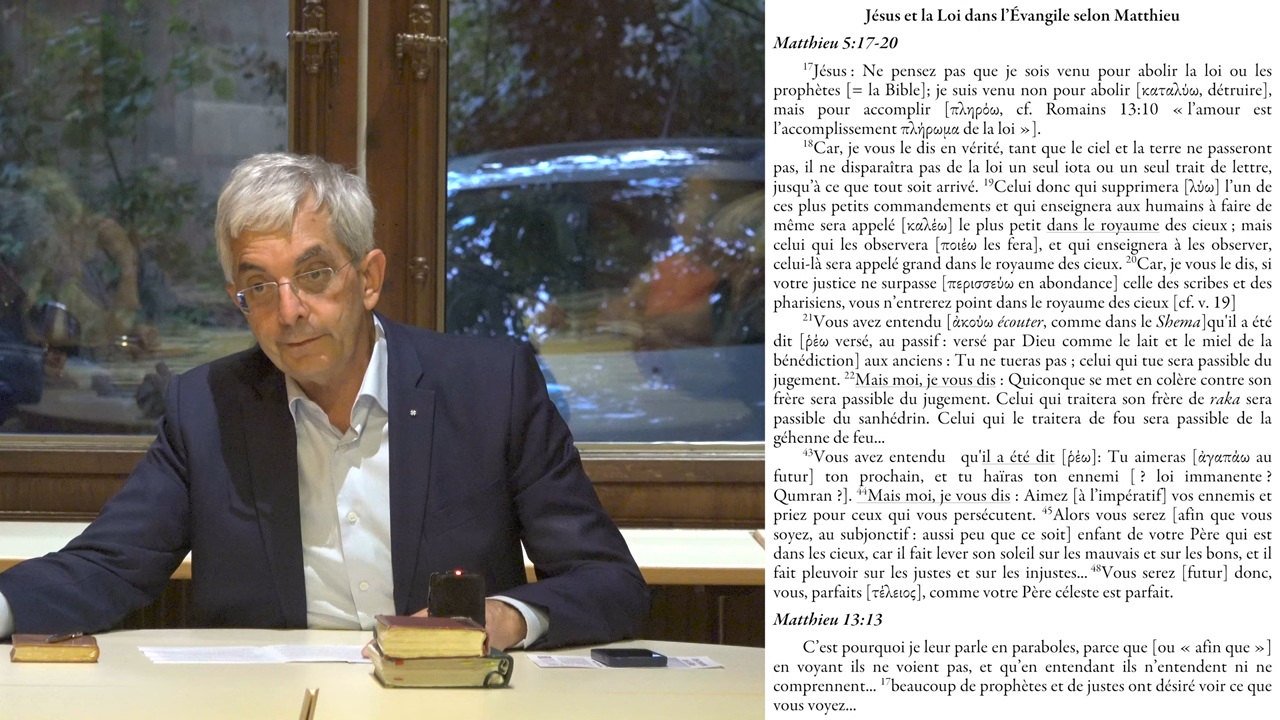 Jésus et la Loi dans l’Évangile selon Matthieu
Matthieu 5:17-20
17Jésus : Ne pensez pas que je sois venu pour abolir la loi ou les
prophètes [= la Bible]; je suis venu non pour abolir [καταλύω, détruire],
mais pour accomplir [πληρόω, cf. Romains 13:10 « l’amour est
l’accomplissement πλήρωμα de la loi »].
18Car, je vous le dis en vérité, tant que le ciel et la terre ne passeront
pas, il ne disparaîtra pas de la loi un seul iota ou un seul trait de lettre,
jusqu’à ce que tout soit arrivé. 19Celui donc qui supprimera [λύω] l’un de
ces plus petits commandements et qui enseignera aux humains à faire de
même sera appelé [καλέω] le plus petit dans le royaume des cieux ; mais
celui qui les observera [ποιέω les fera], et qui enseignera à les observer,
celui-là sera appelé grand dans le royaume des cieux. 20Car, je vous le dis, si
votre justice ne surpasse [περισσεύω en abondance] celle des scribes et des
pharisiens, vous n’entrerez point dans le royaume des cieux [cf. v. 19]
21Vous avez entendu [ἀκούω écouter, comme dans le Shema]qu'il a été
dit [ῥέω versé, au passif : versé par Dieu comme le lait et le miel de la
bénédiction] aux anciens : Tu ne tueras pas ; celui qui tue sera passible du
jugement. 22Mais moi, je vous dis : Quiconque se met en colère contre son
frère sera passible du jugement. Celui qui traitera son frère de raka sera
passible du sanhédrin. Celui qui le traitera de fou sera passible de la
géhenne de feu...
43Vous avez entendu qu'il a été dit [ῥέω]: Tu aimeras [ἀγαπάω au
futur] ton prochain, et tu haïras ton ennemi [ ? loi immanente ?
Qumran ?]. 44Mais moi, je vous dis : Aimez [à l’impératif] vos ennemis et
priez pour ceux qui vous persécutent. 45Alors vous serez [afin que vous
soyez, au subjonctif : aussi peu que ce soit] enfant de votre Père qui est
dans les cieux, car il fait lever son soleil sur les mauvais et sur les bons, et il
fait pleuvoir sur les justes et sur les injustes... 48Vous serez [futur] donc,
vous, parfaits [τέλειος], comme votre Père céleste est parfait.
Matthieu 13:13
C’est pourquoi je leur parle en paraboles, parce que [ou « afin que »]
en voyant ils ne voient pas, et qu’en entendant ils n’entendent ni ne
comprennent... 17beaucoup de prophètes et de justes ont désiré voir ce que
vous voyez...